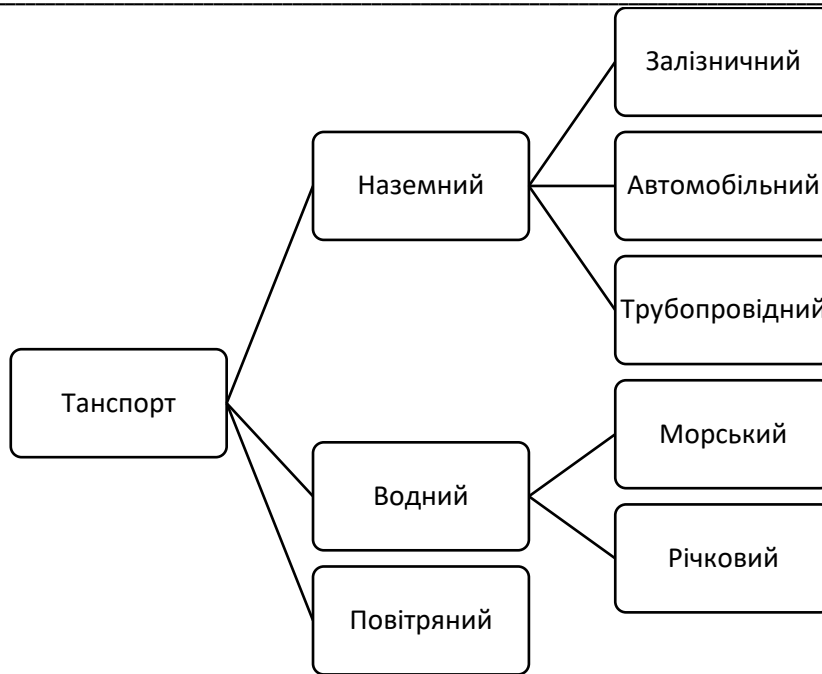 Залізничний
Наземний
Автомобільний
Трубопровідний
Танспорт
Морський
Водний
Річковий
Повітряний